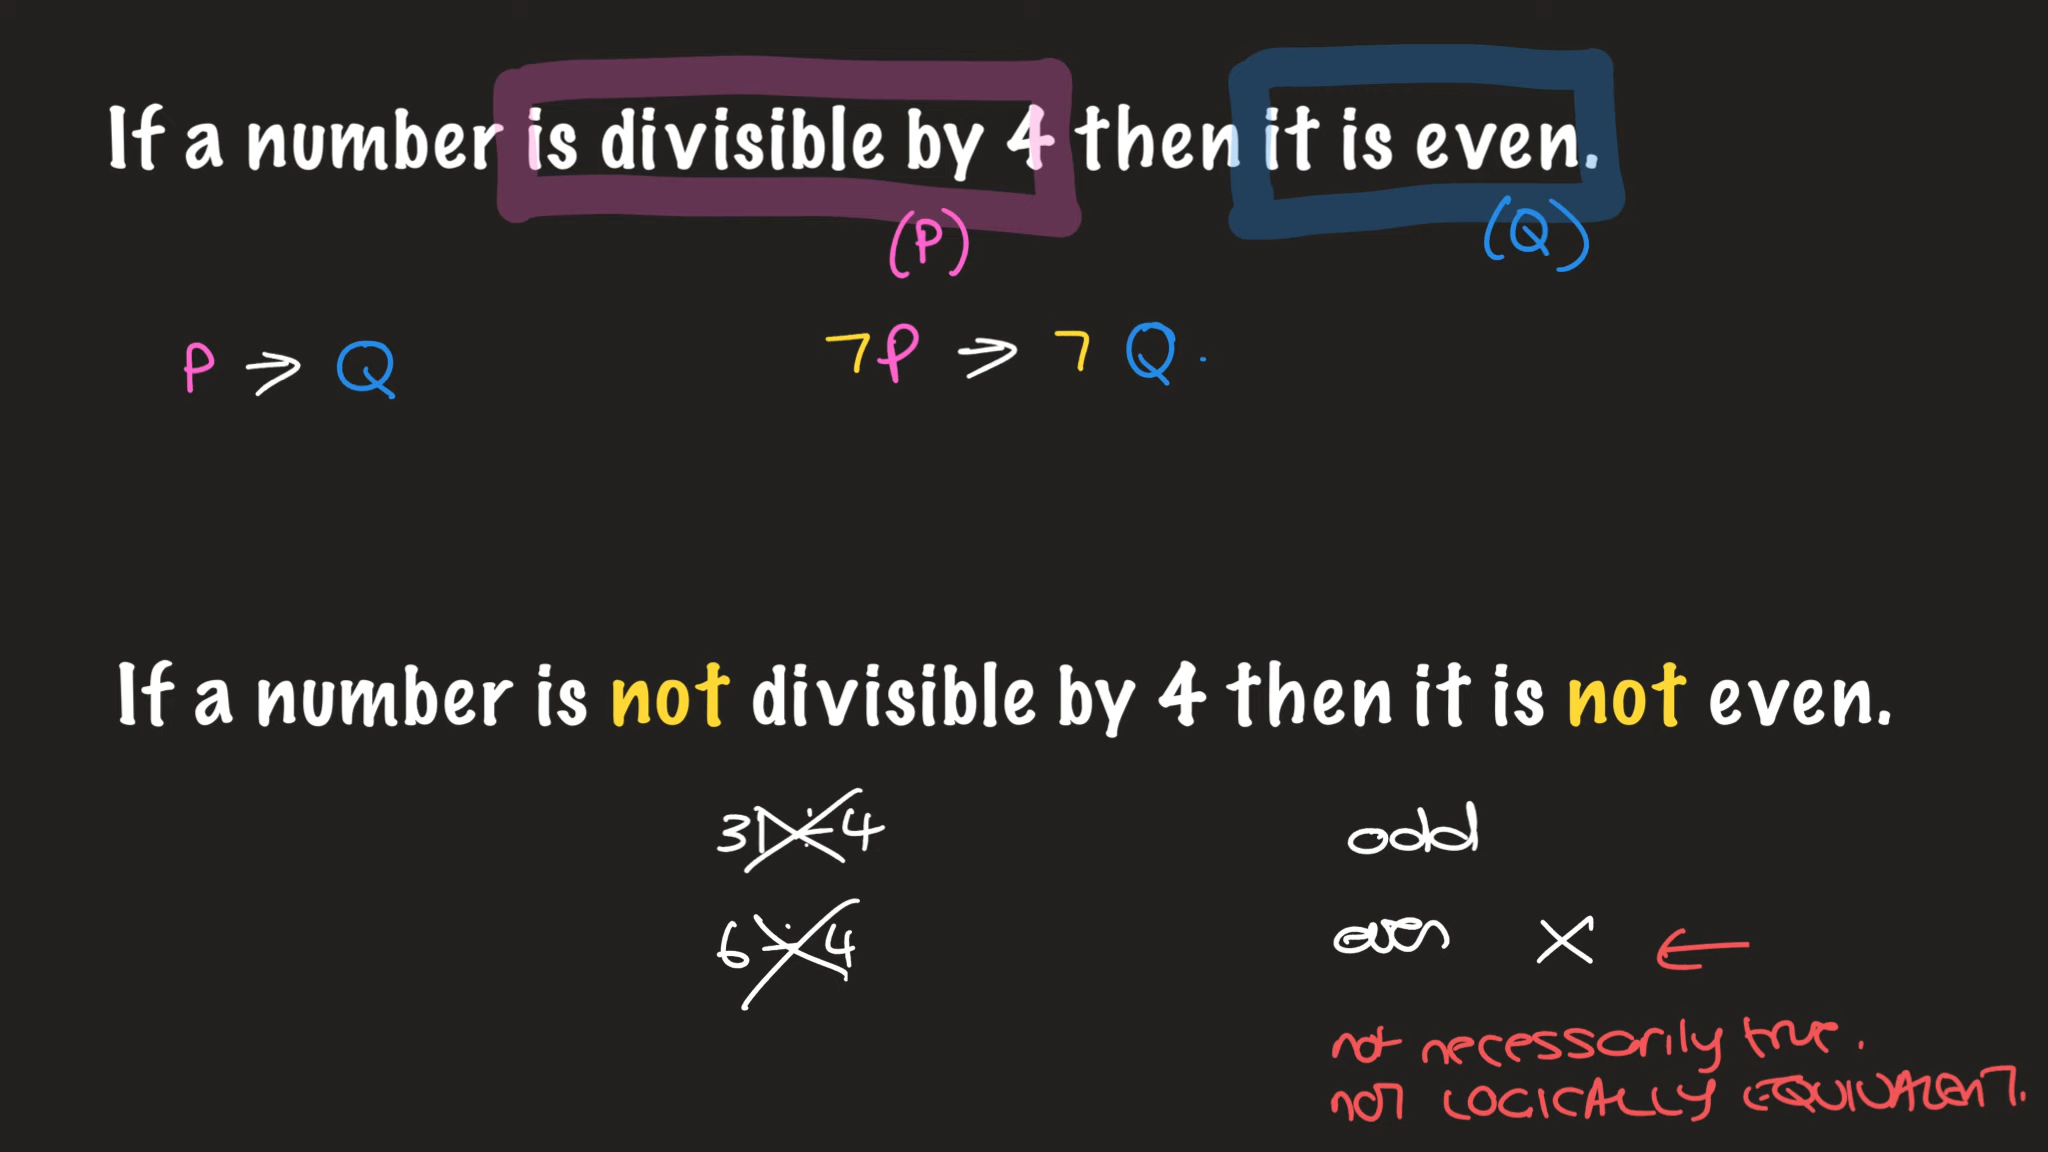 If a number is divisible by 4 then it is even.
(P) (Q)
P ⇒ Q ¬P ⇒ ¬Q.
If a number is not divisible by 4 then it is not even.
31 ÷ 4 odd
6 ÷ 4 even ×
not necessarily true.
not LOGICALLY EQUIVALENT.